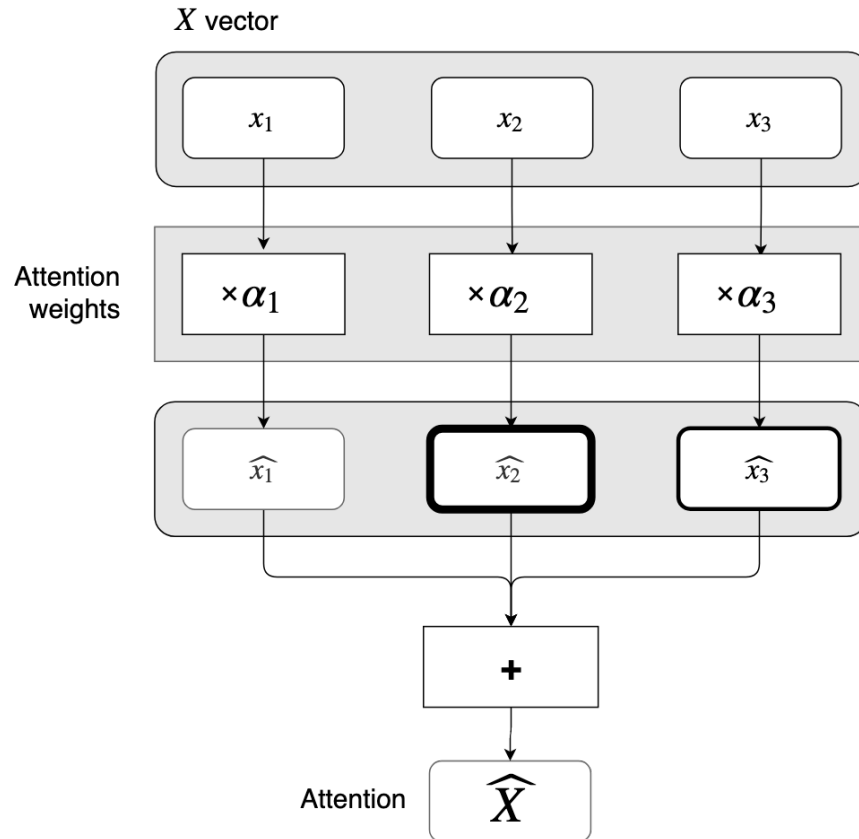 X vector
x₁ x₂ x₃
Attention
weights
×α₁ ×α₂ ×α₃
x̂₁ x̂₂ x̂₃
+
Attention X̂